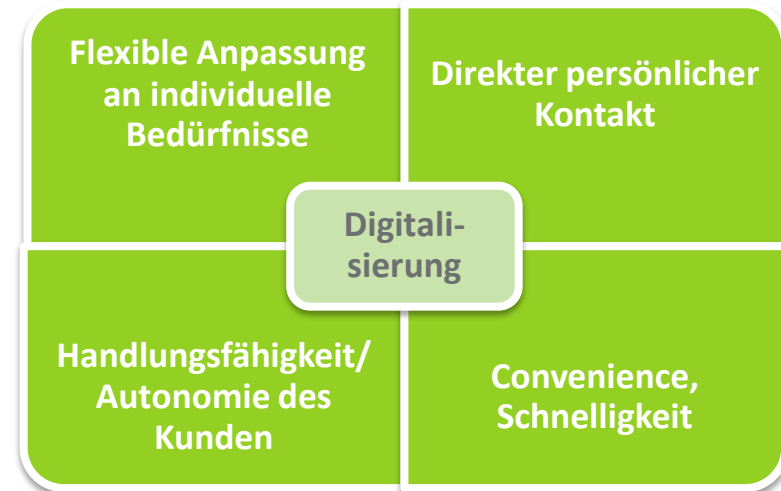 Flexible Anpassung
an individuelle
Bedürfnisse
Direkter persönlicher
Kontakt
Digitali-
sierung
Handlungsfähigkeit/
Autonomie des
Kunden
Convenience,
Schnelligkeit